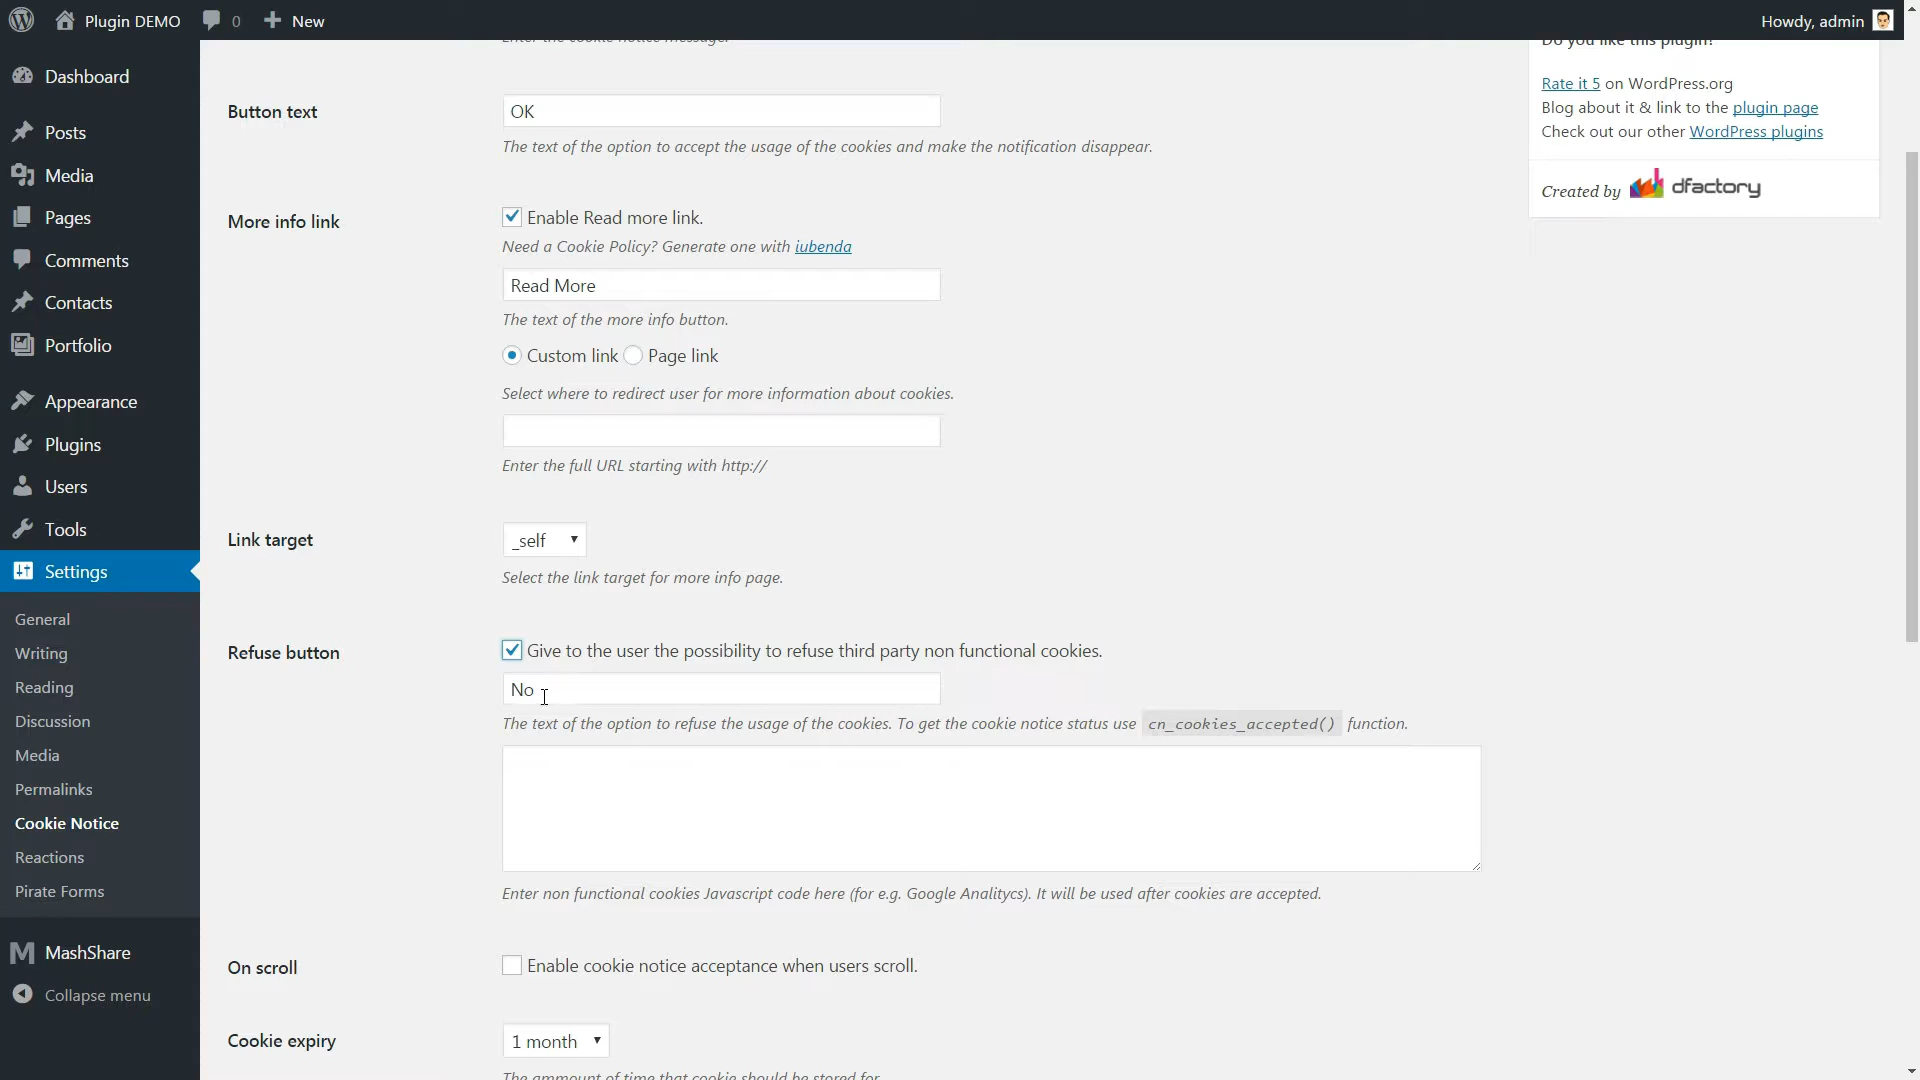 Plugin DEMO
0
New
Howdy, admin
Dashboard
Posts
Media
Pages
Comments
Contacts
Portfolio
Appearance
Plugins
Users
Tools
Settings
General
Writing
Reading
Discussion
Media
Permalinks
Cookie Notice
Reactions
Pirate Forms
MashShare
Collapse menu
Enter the cookie notice message.
Button text
OK
The text of the option to accept the usage of the cookies and make the notification disappear.
More info link
Enable Read more link.
Need a Cookie Policy? Generate one with iubenda
Read More
The text of the more info button.
Custom link Page link
Select where to redirect user for more information about cookies.
Enter the full URL starting with http://
Link target
_self
Select the link target for more info page.
Refuse button
Give to the user the possibility to refuse third party non functional cookies.
No
The text of the option to refuse the usage of the cookies. To get the cookie notice status use cn_cookies_accepted() function.
Enter non functional cookies Javascript code here (for e.g. Google Analitycs). It will be used after cookies are accepted.
On scroll
Enable cookie notice acceptance when users scroll.
Cookie expiry
1 month
The ammount of time that cookie should be stored for.
Do you like this plugin?
Rate it 5 on WordPress.org
Blog about it & link to the plugin page
Check out our other WordPress plugins
Created by dfactory